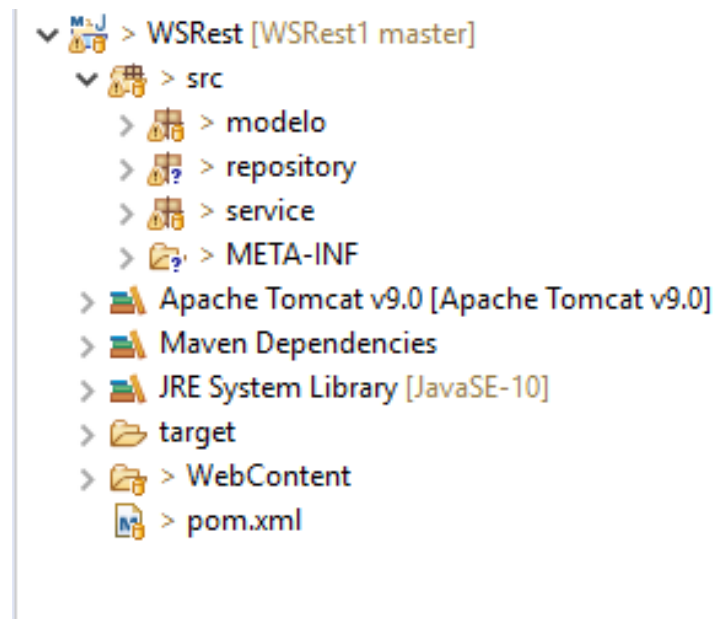 > WSRest [WSRest1 master]
> src
> modelo
> repository
> service
> META-INF
Apache Tomcat v9.0 [Apache Tomcat v9.0]
Maven Dependencies
JRE System Library [JavaSE-10]
target
> WebContent
> pom.xml